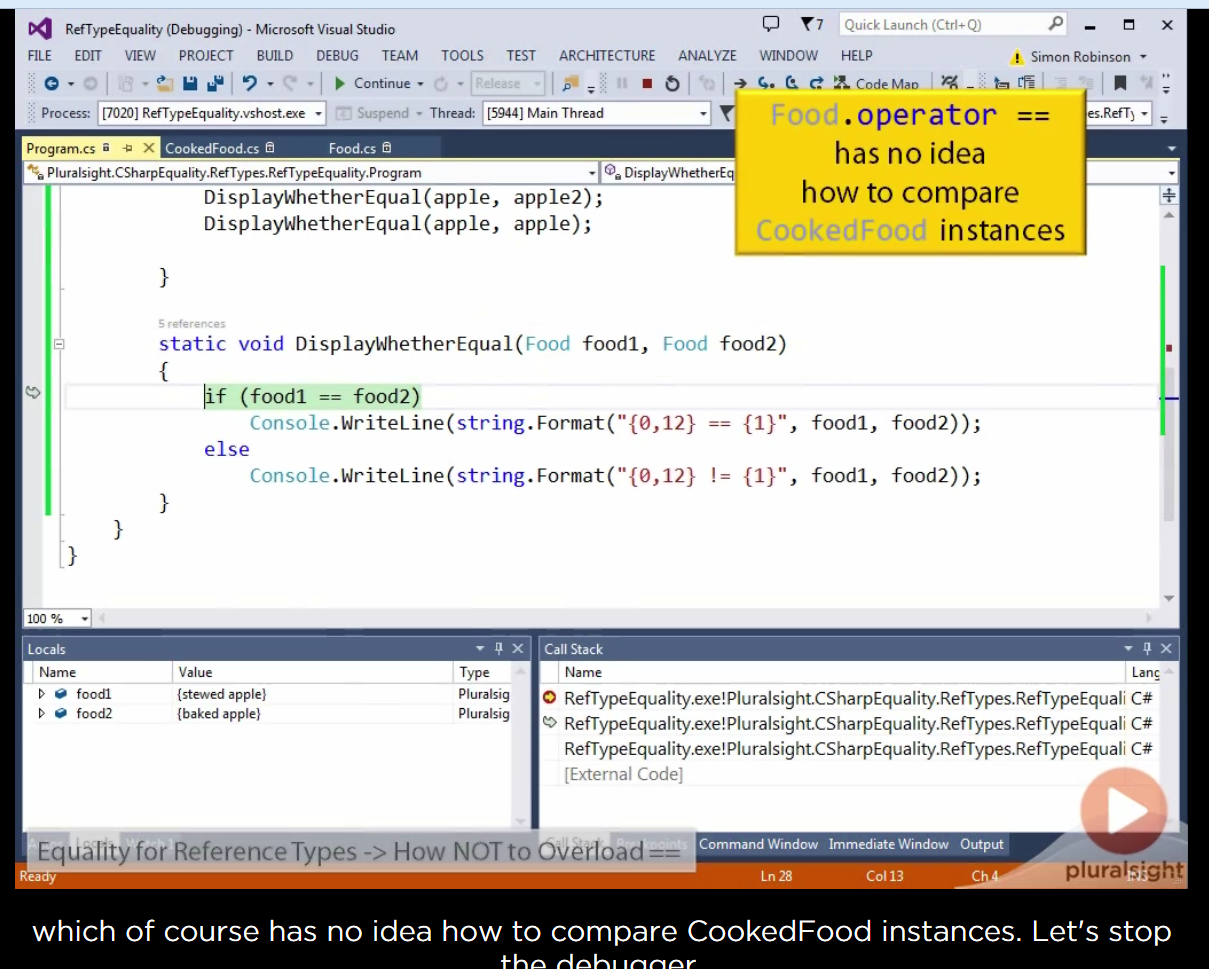 RefTypeEquality (Debugging) - Microsoft Visual Studio
7
Quick Launch (Ctrl+Q)
FILE EDIT VIEW PROJECT BUILD DEBUG TEAM TOOLS TEST ARCHITECTURE ANALYZE WINDOW HELP
Simon Robinson
Continue Release Code Map
Process: [7020] RefTypeEquality.vshost.exe Suspend Thread: [5944] Main Thread es.RefTy
Food.operator ==
has no idea
how to compare
CookedFood instances
Program.cs CookedFood.cs Food.cs
Pluralsight.CSharpEquality.RefTypes.RefTypeEquality.Program DisplayWhetherEq
DisplayWhetherEqual(apple, apple2);
DisplayWhetherEqual(apple, apple);
}
5 references
static void DisplayWhetherEqual(Food food1, Food food2)
{
if (food1 == food2)
Console.WriteLine(string.Format("{0,12} == {1}", food1, food2));
else
Console.WriteLine(string.Format("{0,12} != {1}", food1, food2));
}
}
}
100 %
Locals
Name Value Type
food1 {stewed apple} Pluralsig
food2 {baked apple} Pluralsig
Call Stack
Name Lang
RefTypeEquality.exe!Pluralsight.CSharpEquality.RefTypes.RefTypeEquali C#
RefTypeEquality.exe!Pluralsight.CSharpEquality.RefTypes.RefTypeEquali C#
RefTypeEquality.exe!Pluralsight.CSharpEquality.RefTypes.RefTypeEquali C#
[External Code]
Command Window Immediate Window Output
Equality for Reference Types -> How NOT to Overload ==
Ready Ln 28 Col 13 Ch 4
pluralsight
which of course has no idea how to compare CookedFood instances. Let's stop
the debugger